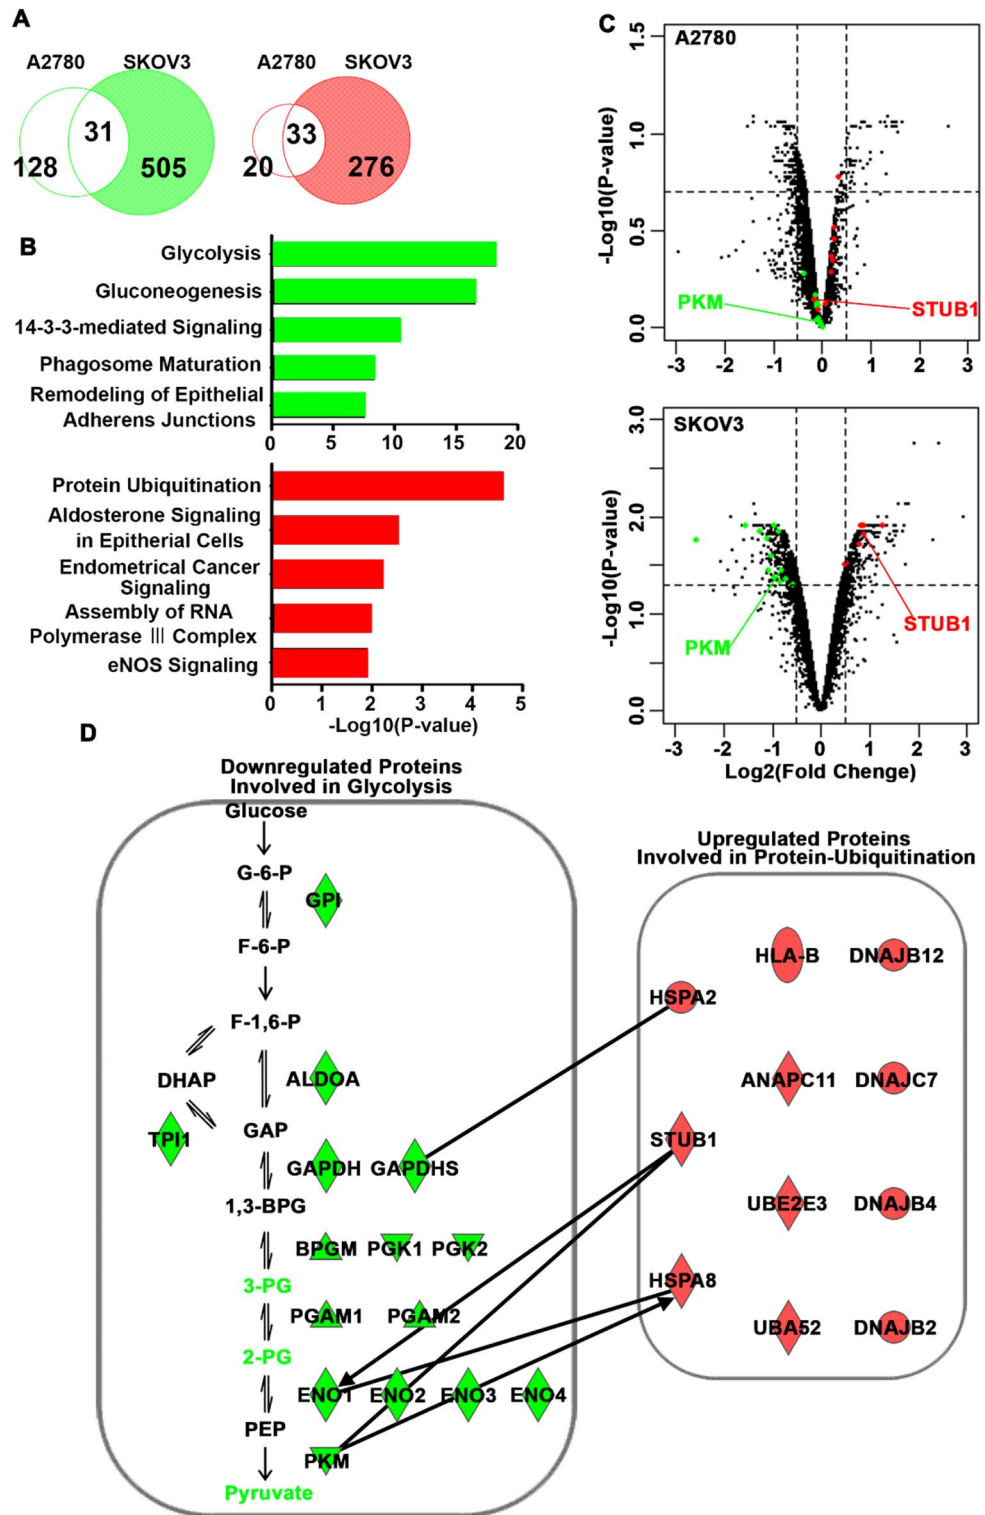 A
A2780 SKOV3
31
128 505
A2780 SKOV3
33
20 276
B
Glycolysis
Gluconeogenesis
14-3-3-mediated Signaling
Phagosome Maturation
Remodeling of Epithelial
Adherens Junctions
0 5 10 15 20
Protein Ubiquitination
Aldosterone Signaling
in Epitherial Cells
Endometrical Cancer
Signaling
Assembly of RNA
Polymerase III Complex
eNOS Signaling
0 1 2 3 4 5
-Log10(P-value)
C
A2780
1.5
1.0
0.5
0.0
-Log10(P-value)
PKM
STUB1
-3 -2 -1 0 1 2 3
SKOV3
3.0
2.0
1.0
0.0
-Log10(P-value)
STUB1
PKM
-3 -2 -1 0 1 2 3
Log2(Fold Chenge)
D
Downregulated Proteins
Involved in Glycolysis
Glucose
G-6-P
GPI
F-6-P
F-1,6-P
DHAP
ALDOA
TPI1
GAP
GAPDH GAPDHS
1,3-BPG
BPGM PGK1 PGK2
3-PG
PGAM1 PGAM2
2-PG
ENO1 ENO2 ENO3 ENO4
PEP
PKM
Pyruvate
Upregulated Proteins
Involved in Protein-Ubiquitination
HLA-B DNAJB12
HSPA2
ANAPC11 DNAJC7
STUB1
UBE2E3 DNAJB4
HSPA8
UBA52 DNAJB2